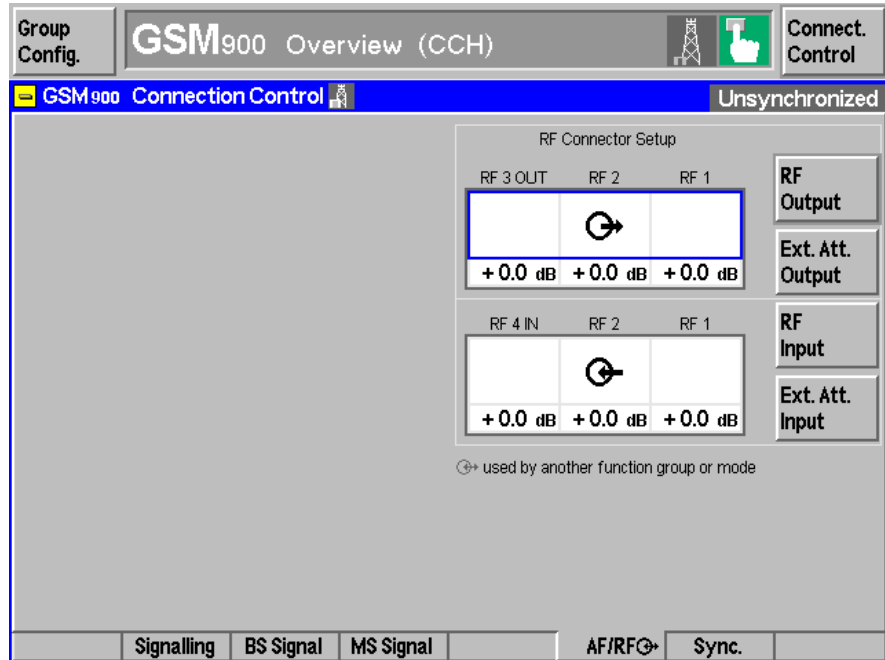 Group
Config.
GSM900 Overview (CCH)
Connect.
Control
GSM900 Connection Control
Unsynchronized
RF Connector Setup
RF 3 OUT RF 2 RF 1
+ 0.0 dB + 0.0 dB + 0.0 dB
RF
Output
Ext. Att.
Output
RF 4 IN RF 2 RF 1
+ 0.0 dB + 0.0 dB + 0.0 dB
RF
Input
Ext. Att.
Input
used by another function group or mode
Signalling BS Signal MS Signal AF/RF Sync.